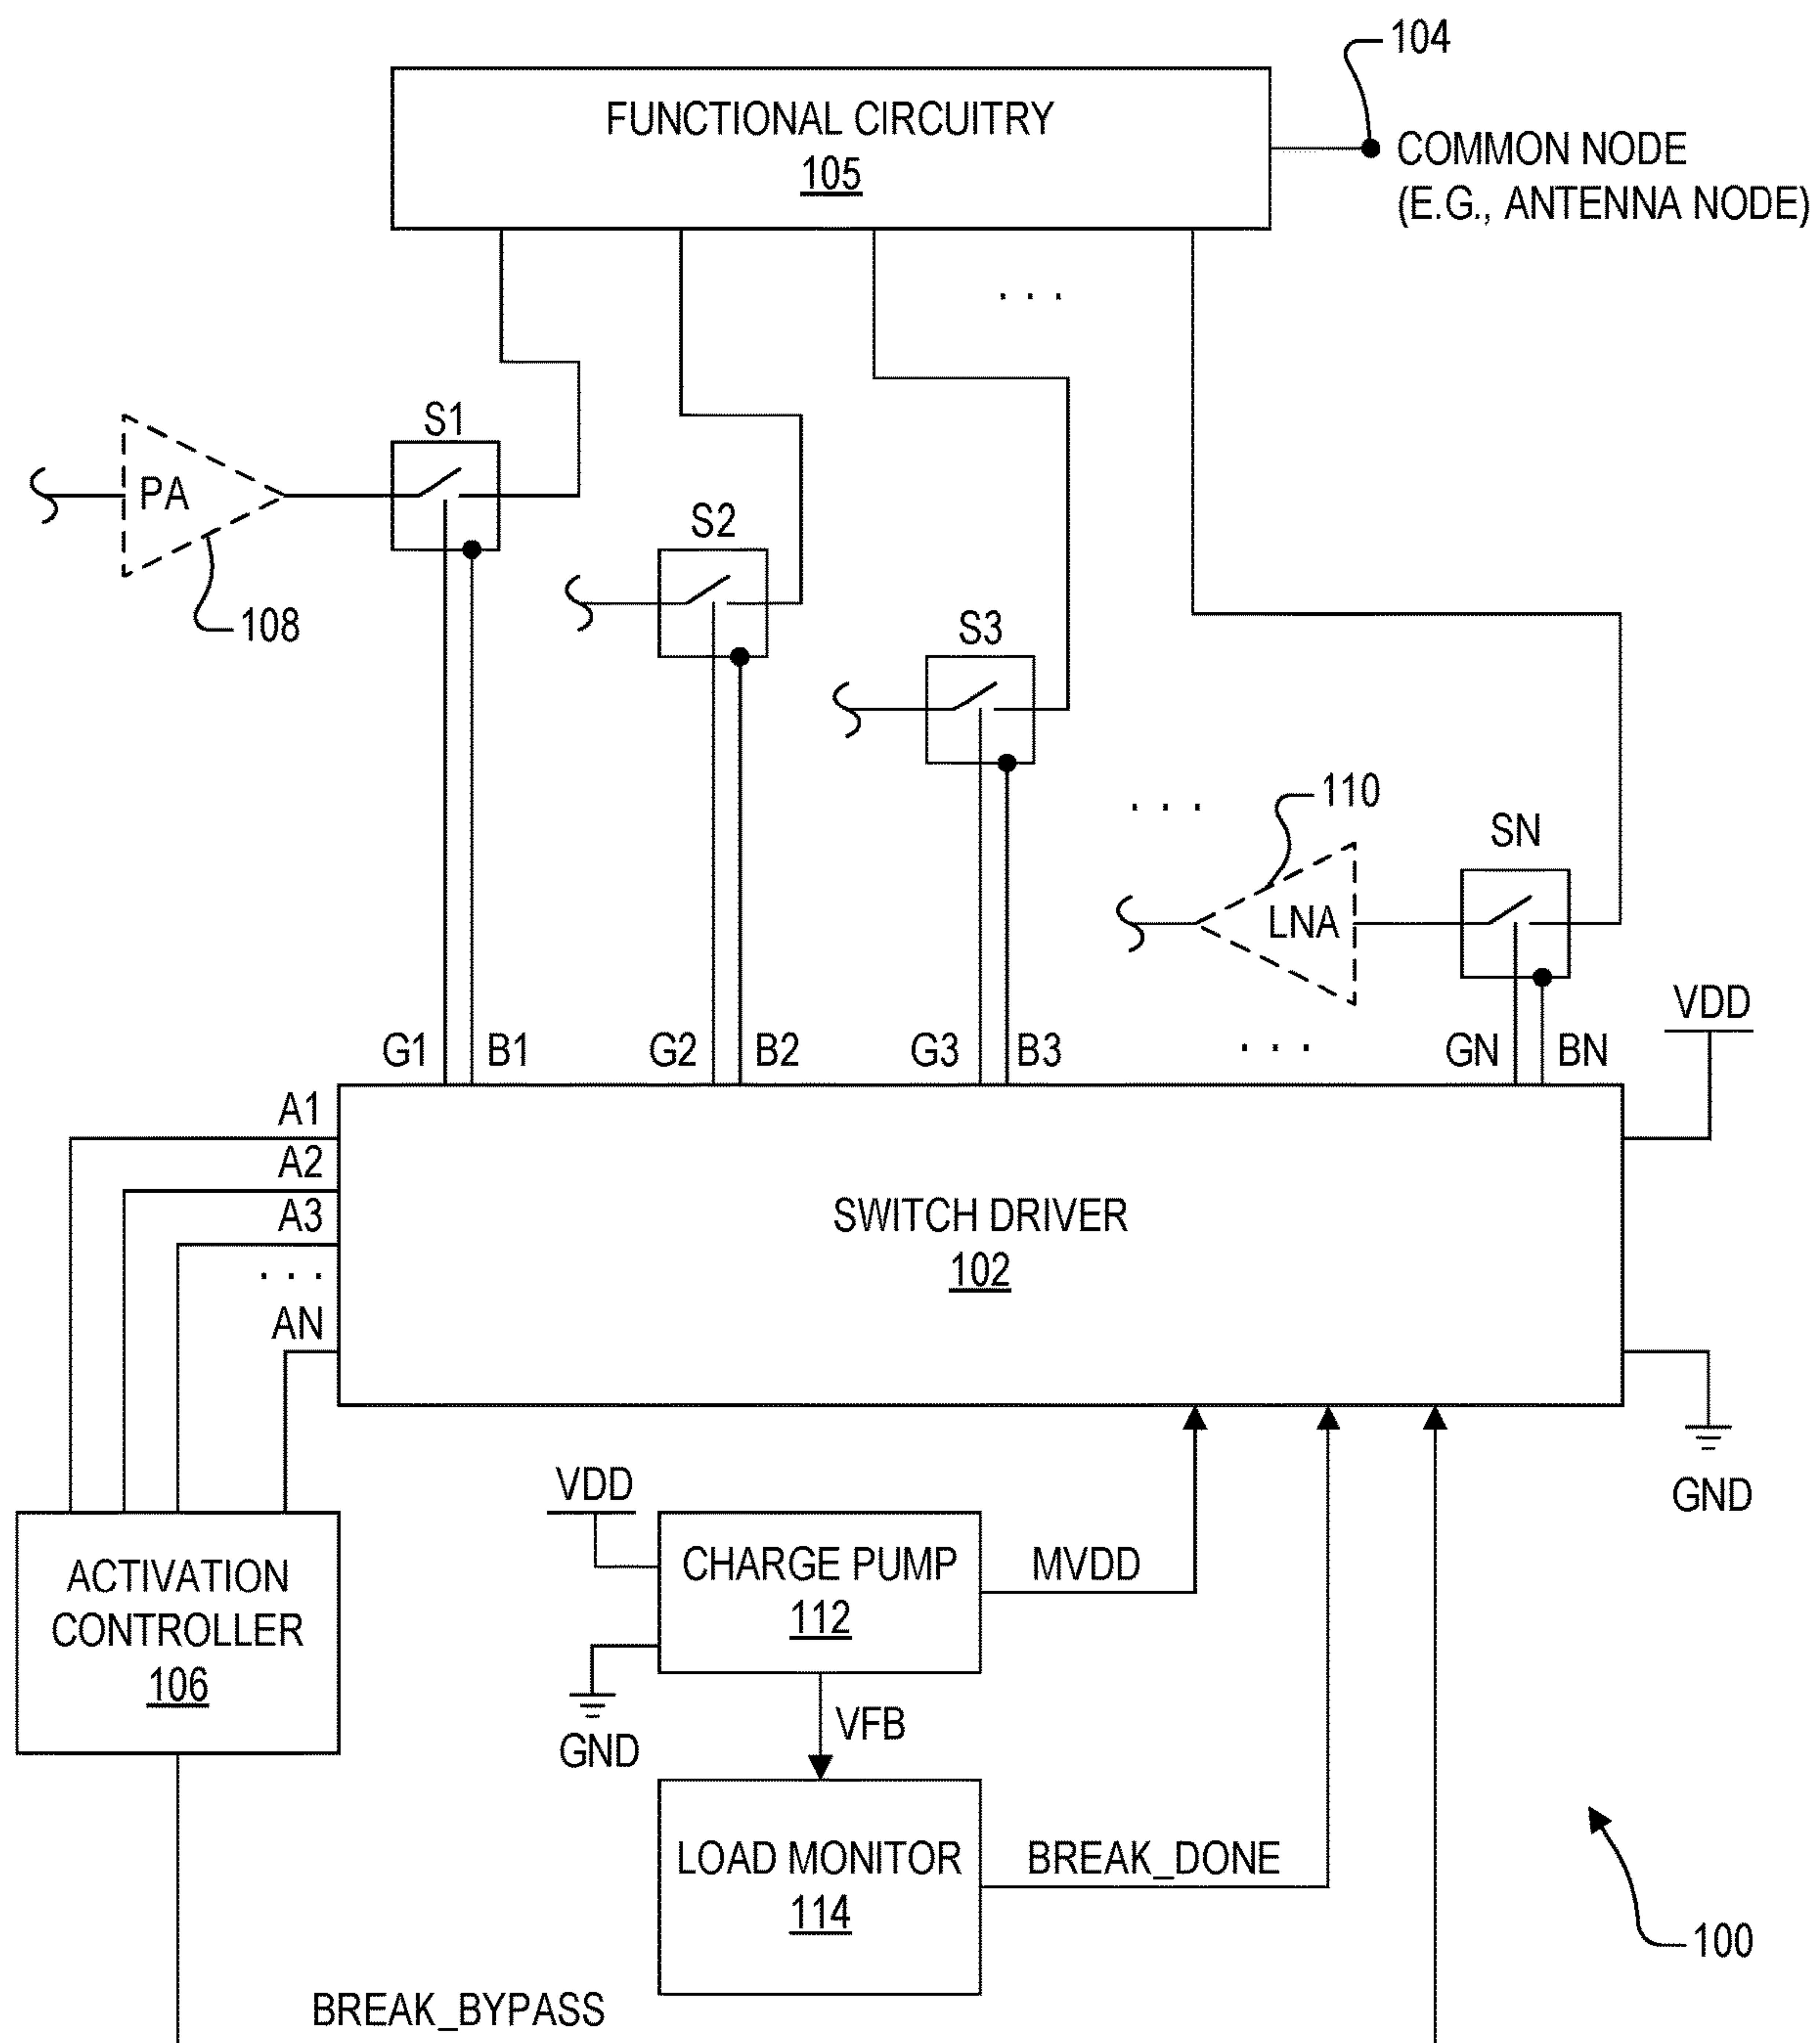 104
FUNCTIONAL CIRCUITRY
105
COMMON NODE
(E.G., ANTENNA NODE)
. . .
S1
PA
108
S2
S3
. . .
110
SN
LNA
VDD
G1 B1 G2 B2 G3 B3 . . . GN BN
A1
A2
A3
. . .
AN
SWITCH DRIVER
102
GND
VDD
ACTIVATION
CONTROLLER
106
CHARGE PUMP
112
MVDD
GND
VFB
LOAD MONITOR
114
BREAK_DONE
100
BREAK_BYPASS